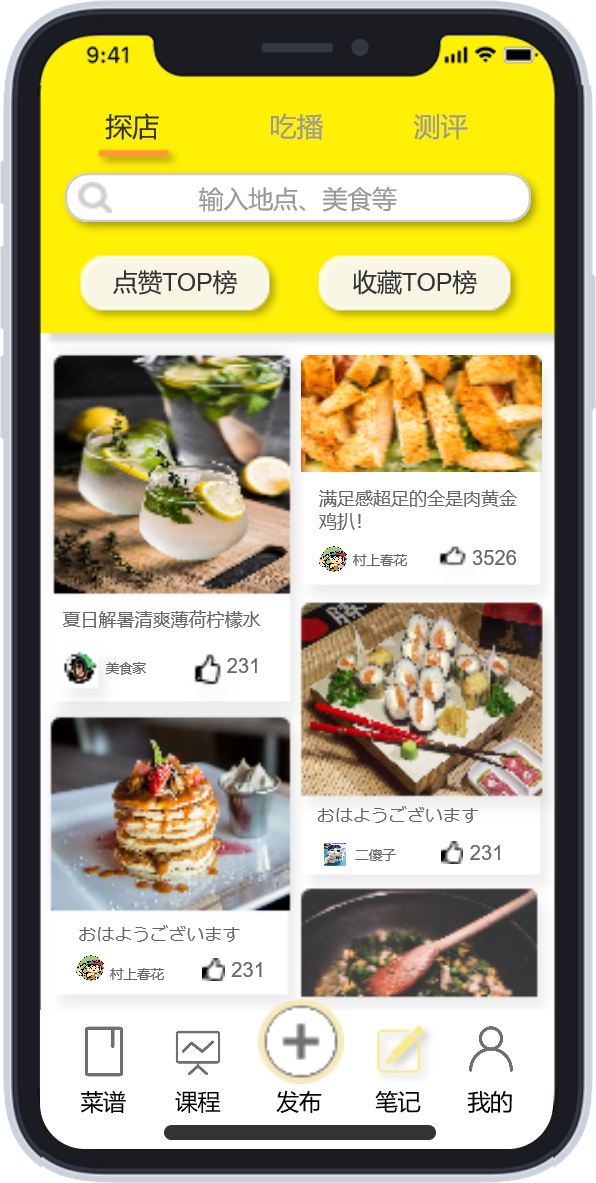 9:41
探店
吃播
测评
输入地点、美食等
点赞TOP榜
收藏TOP榜
夏日解暑清爽薄荷柠檬水
美食家
231
满足感超足的全是肉黄金
鸡扒！
村上春花
3526
おはようございます
二傻子
231
おはようございます
村上春花
231
菜谱
课程
发布
笔记
我的